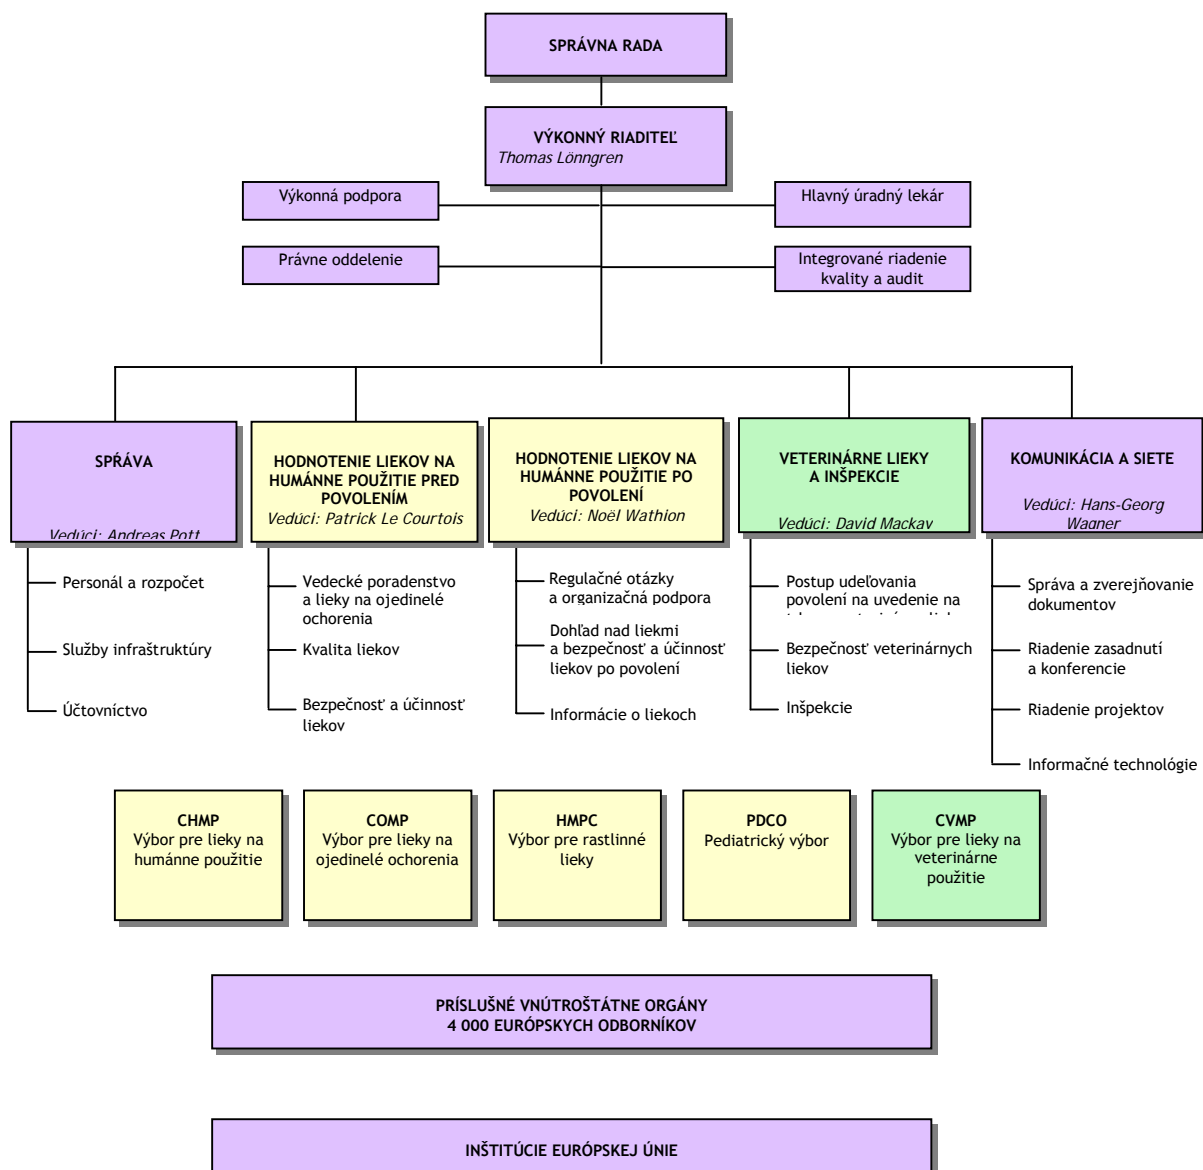 SPRÁVNA RADA
VÝKONNÝ RIADITEĽ
Thomas Lönngren
Výkonná podpora
Hlavný úradný lekár
Právne oddelenie
Integrované riadenie
kvality a audit
SPŔÁVA
Vedúci: Andreas Pott
HODNOTENIE LIEKOV NA
HUMÁNNE POUŽITIE PRED
POVOLENÍM
Vedúci: Patrick Le Courtois
HODNOTENIE LIEKOV NA
HUMÁNNE POUŽITIE PO
POVOLENÍ
Vedúci: Noël Wathion
VETERINÁRNE LIEKY
A INŠPEKCIE
Vedúci: David Mackay
KOMUNIKÁCIA A SIETE
Vedúci: Hans-Georg
Wagner
Personál a rozpočet
Služby infraštruktúry
Účtovníctvo
Vedecké poradenstvo
a lieky na ojedinelé
ochorenia
Kvalita liekov
Bezpečnosť a účinnosť
liekov
Regulačné otázky
a organizačná podpora
Dohľad nad liekmi
a bezpečnosť a účinnosť
liekov po povolení
Informácie o liekoch
Postup udeľovania
povolení na uvedenie na
Bezpečnosť veterinárnych
liekov
Inšpekcie
Správa a zverejňovanie
dokumentov
Riadenie zasadnutí
a konferencie
Riadenie projektov
Informačné technológie
CHMP
Výbor pre lieky na
humánne použitie
COMP
Výbor pre lieky na
ojedinelé ochorenia
HMPC
Výbor pre rastlinné
lieky
PDCO
Pediatrický výbor
CVMP
Výbor pre lieky na
veterinárne
použitie
PRÍSLUŠNÉ VNÚTROŠTÁTNE ORGÁNY
4 000 EURÓPSKYCH ODBORNÍKOV
INŠTITÚCIE EURÓPSKEJ ÚNIE